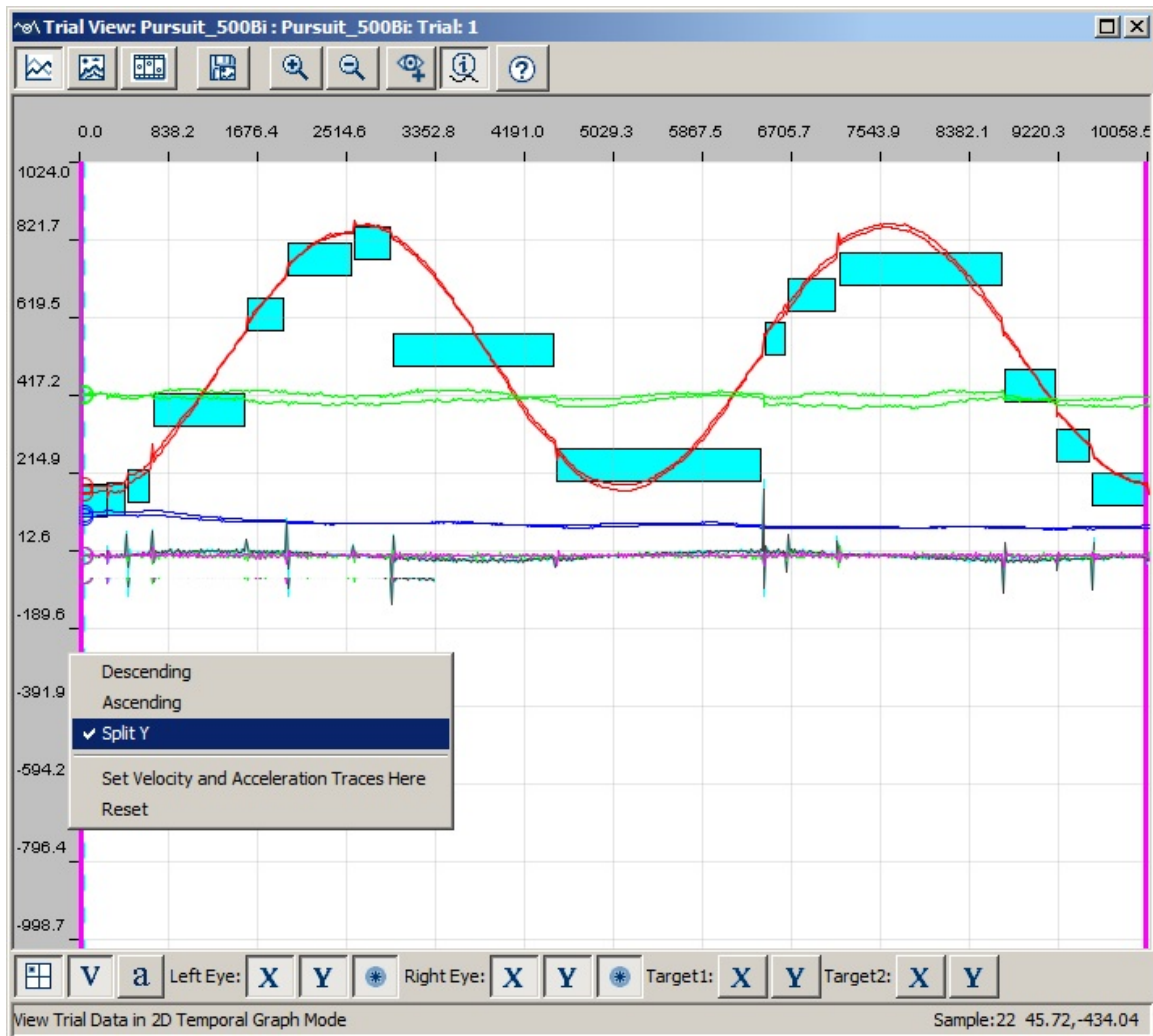 Trial View: Pursuit_500Bi : Pursuit_500Bi: Trial: 1
0.0 838.2 1676.4 2514.6 3352.8 4191.0 5029.3 5867.5 6705.7 7543.9 8382.1 9220.3 10058.5
1024.0
821.7
619.5
417.2
214.9
12.6
-189.6
-391.9
-594.2
-796.4
-998.7
Descending
Ascending
Split Y
Set Velocity and Acceleration Traces Here
Reset
V a Left Eye: X Y Right Eye: X Y Target1: X Y Target2: X Y
View Trial Data in 2D Temporal Graph Mode Sample:22 45.72,-434.04